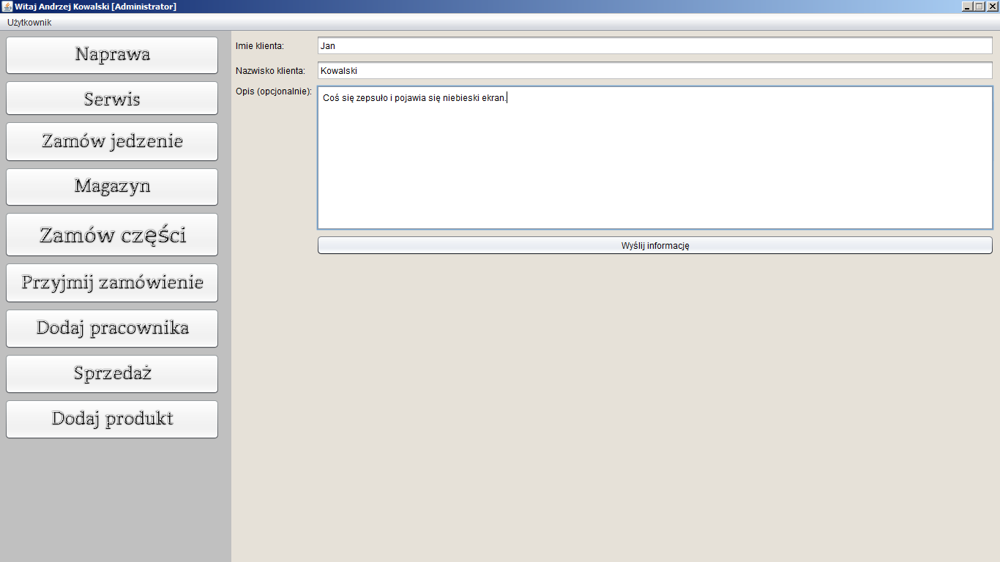 Witaj Andrzej Kowalski [Administrator]
Użytkownik
Naprawa
Serwis
Zamów jedzenie
Magazyn
Zamów części
Przyjmij zamówienie
Dodaj pracownika
Sprzedaż
Dodaj produkt
Imie klienta: Jan
Nazwisko klienta: Kowalski
Opis (opcjonalnie): Coś się zepsuło i pojawia się niebieski ekran.
Wyślij informację